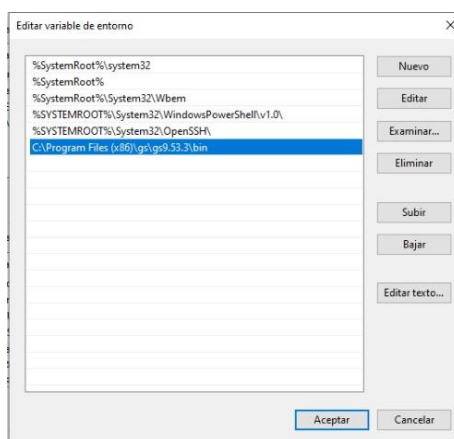 Editar variable de entorno
%SystemRoot%\system32
%SystemRoot%
%SystemRoot%\System32\Wbem
%SYSTEMROOT%\System32\WindowsPowerShell\v1.0\
%SYSTEMROOT%\System32\OpenSSH\
C:\Program Files (x86)\gs\gs9.53.3\bin
Nuevo
Editar
Examinar...
Eliminar
Subir
Bajar
Editar texto...
Aceptar
Cancelar